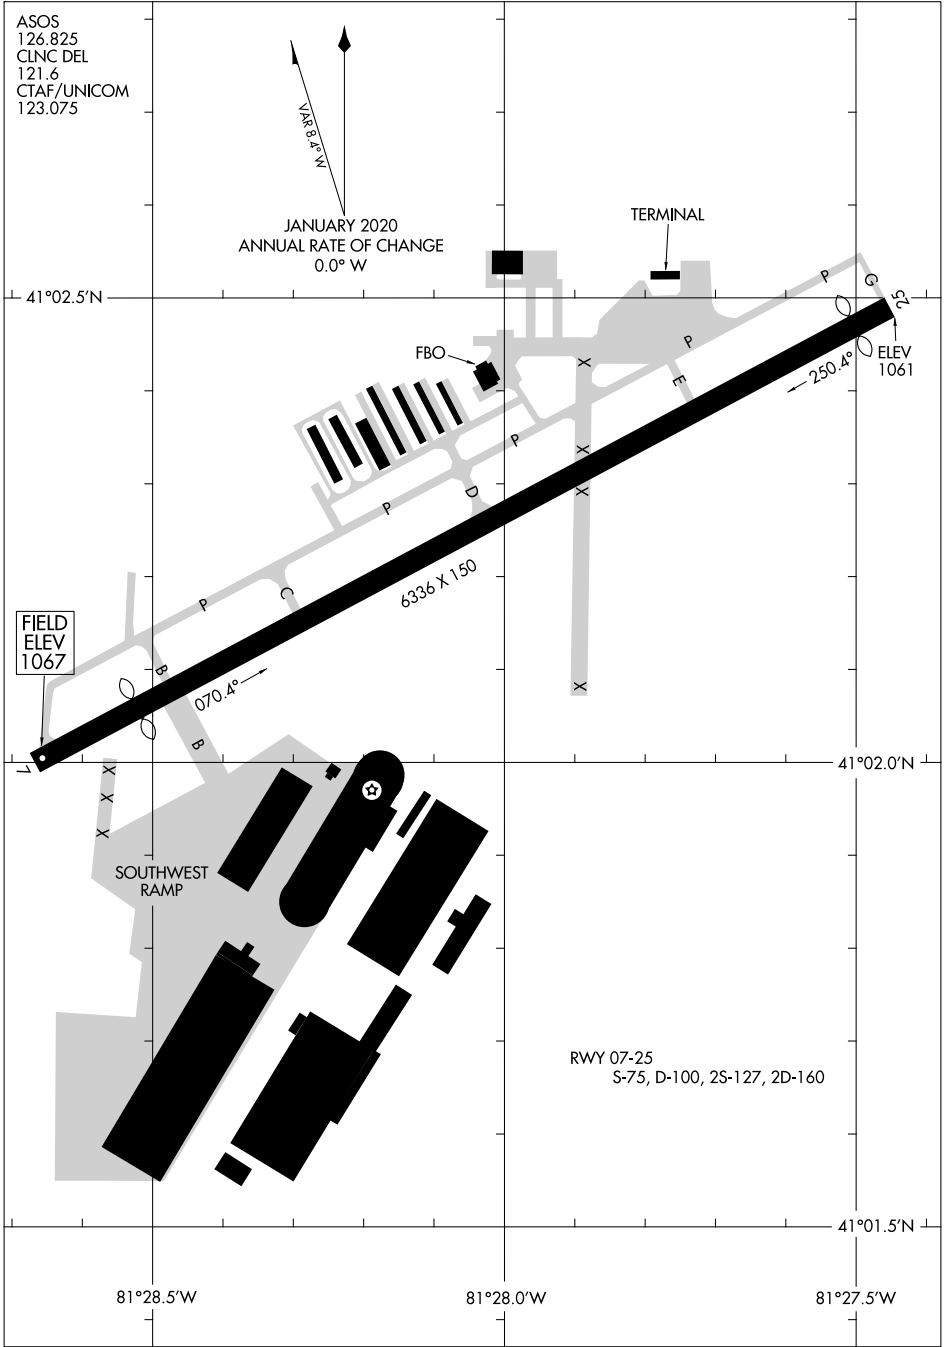 ASOS
126.825
CLNC DEL
121.6
CTAF/UNICOM
123.075
VAR 8.4° W
JANUARY 2020
ANNUAL RATE OF CHANGE
0.0° W
TERMINAL
41°02.5'N
P
G
25
ELEV
1061
250.4°
P
E
X
FBO
P
X
X
D
P
6336 X 150
C
P
FIELD
ELEV
1067
B
070.4°
X
B
7
41°02.0'N
X
X
X
SOUTHWEST
RAMP
RWY 07-25
S-75, D-100, 2S-127, 2D-160
41°01.5'N
81°28.5'W
81°28.0'W
81°27.5'W